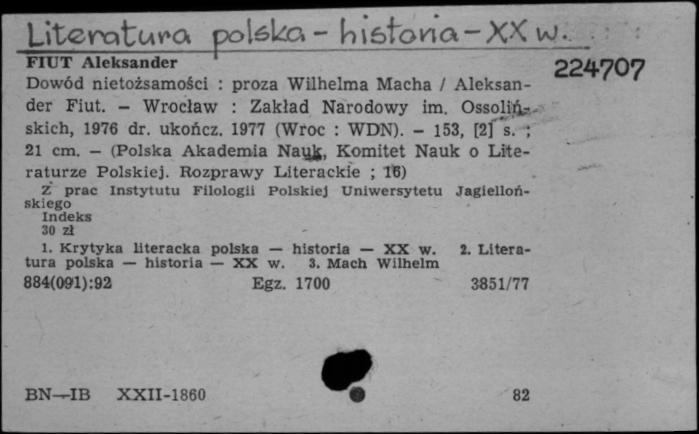 Literatura polska - historia - XX w.
FIUT Aleksander
224707
Dowód nietożsamości : proza Wilhelma Macha / Aleksan-
der Fiut. — Wrocław : Zakład Narodowy im. Ossoliń-
skich, 1976 dr. ukończ. 1977 (Wroc : WDN). — 153, [2] s. ;
21 cm. — (Polska Akademia Nauk, Komitet Nauk o Lite-
raturze Polskiej. Rozprawy Literackie ; 16)
Z prac Instytutu Filologii Polskiej Uniwersytetu Jagielloń-
skiego
Indeks
30 zł
1. Krytyka literacka polska — historia — XX w. 2. Litera-
tura polska — historia — XX w. 3. Mach Wilhelm
884(091):92 Egz. 1700 3851/77
BN—IB XXII-1860 82